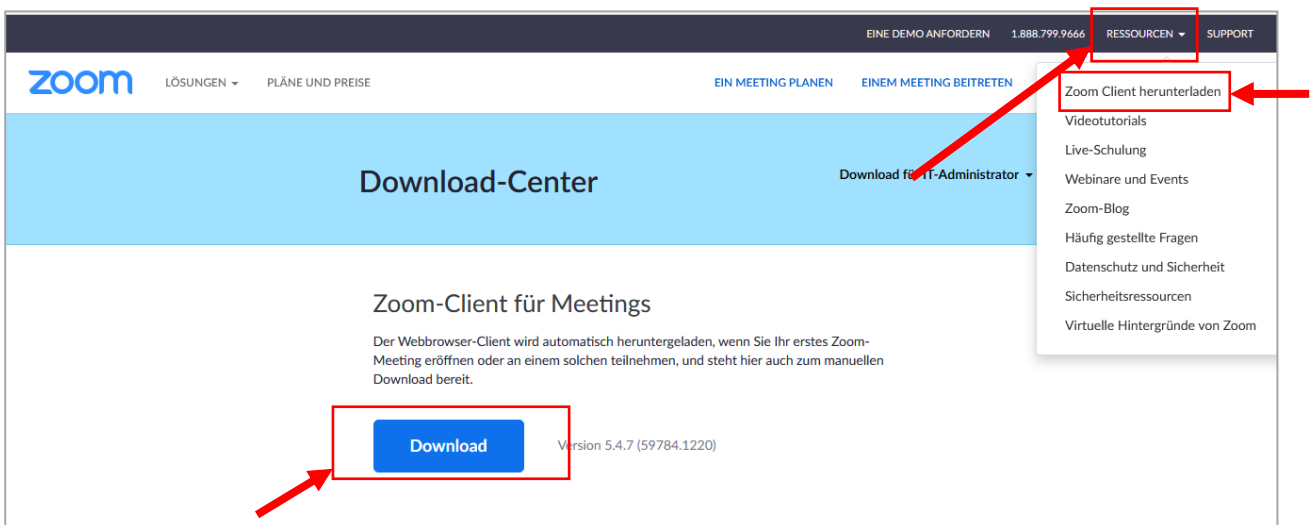 EINE DEMO ANFORDERN 1.888.799.9666 RESSOURCEN SUPPORT
zoom LÖSUNGEN PLÄNE UND PREISE EIN MEETING PLANEN EINEM MEETING BEITRETEN
Zoom Client herunterladen
Videotutorials
Live-Schulung
Webinare und Events
Zoom-Blog
Häufig gestellte Fragen
Datenschutz und Sicherheit
Sicherheitsressourcen
Virtuelle Hintergründe von Zoom
Download-Center
Download für IT-Administrator
Zoom-Client für Meetings
Der Webbrowser-Client wird automatisch heruntergeladen, wenn Sie Ihr erstes Zoom-
Meeting eröffnen oder an einem solchen teilnehmen, und steht hier auch zum manuellen
Download bereit.
Download Version 5.4.7 (59784.1220)